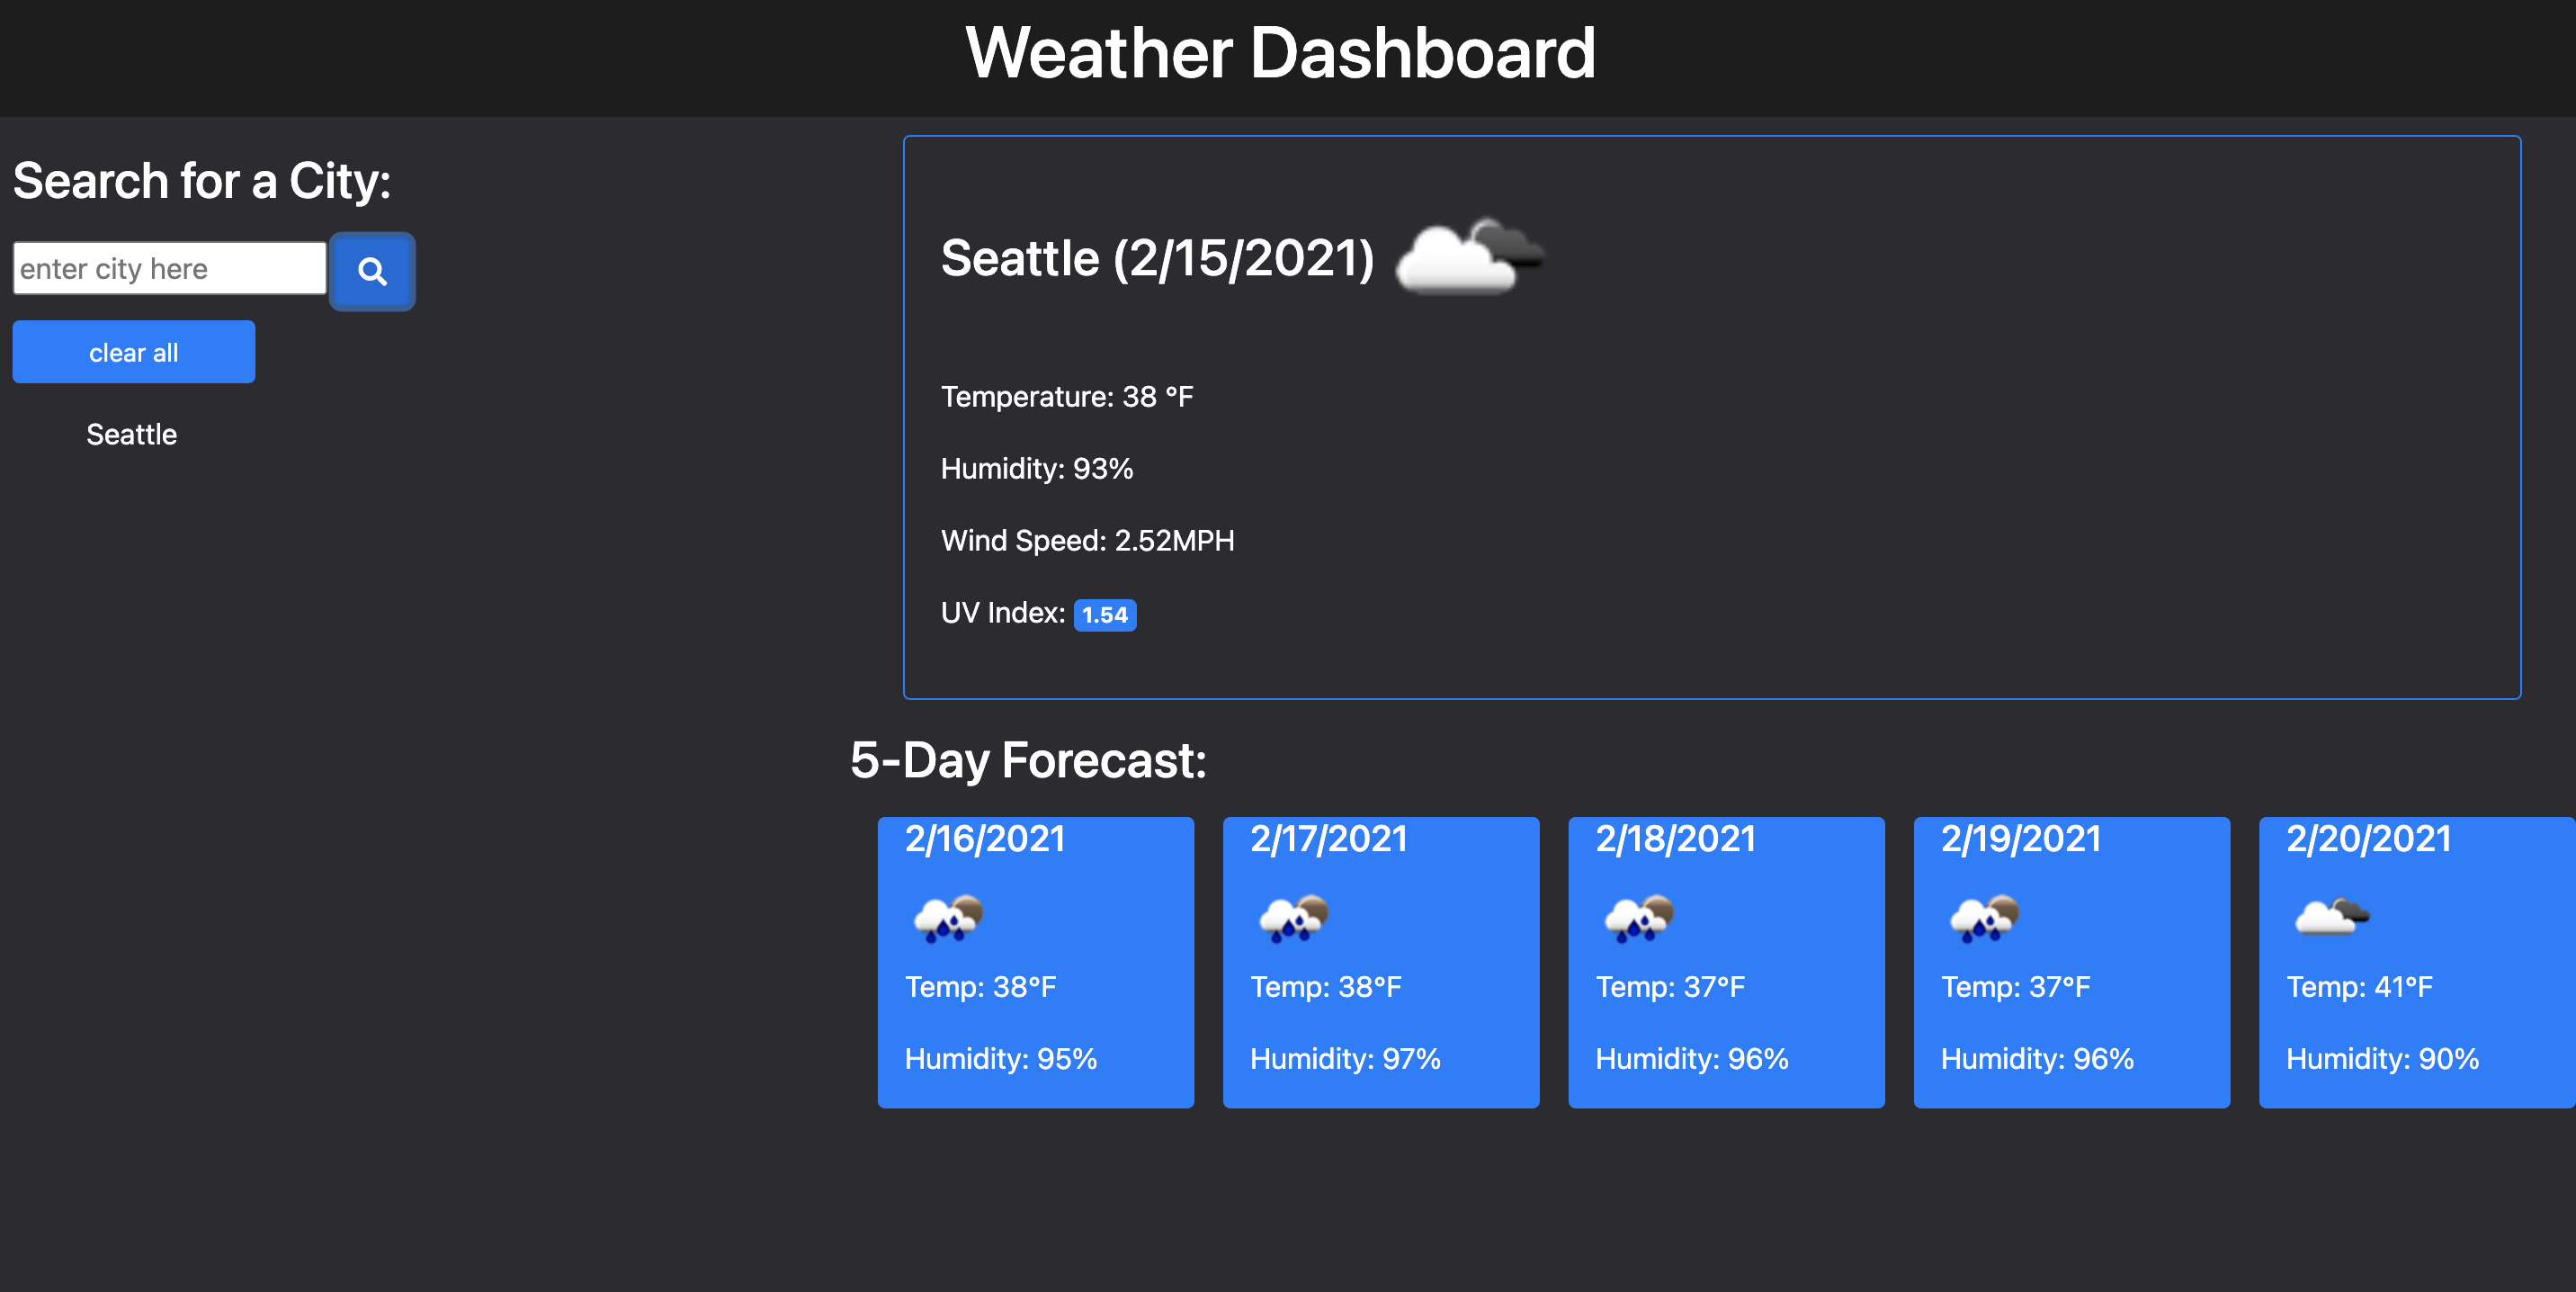 Weather Dashboard
Search for a City:
enter city here
clear all
Seattle
Seattle (2/15/2021)
Temperature: 38 °F
Humidity: 93%
Wind Speed: 2.52MPH
UV Index: 1.54
5-Day Forecast:
2/16/2021
Temp: 38°F
Humidity: 95%
2/17/2021
Temp: 38°F
Humidity: 97%
2/18/2021
Temp: 37°F
Humidity: 96%
2/19/2021
Temp: 37°F
Humidity: 96%
2/20/2021
Temp: 41°F
Humidity: 90%